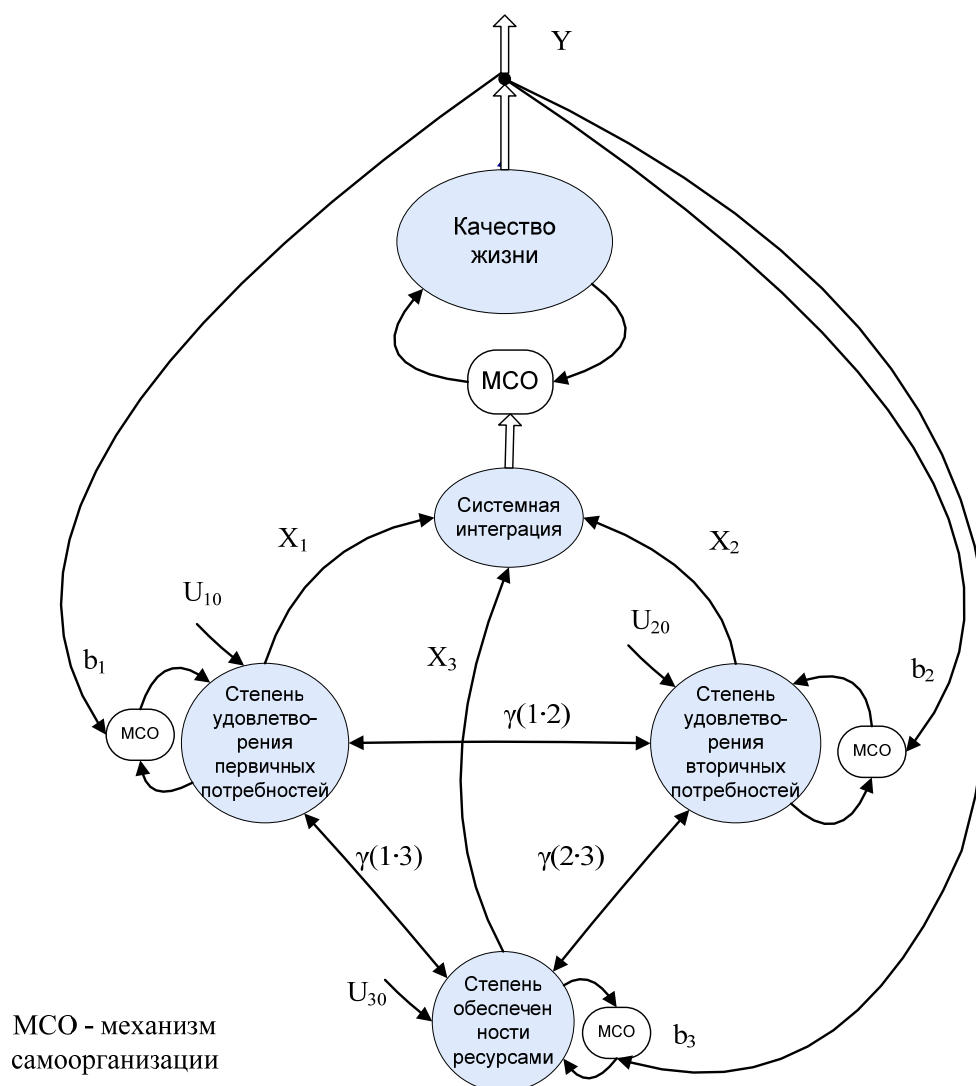 Y
Качество
жизни
МСО
Системная
интеграция
X₁
X₂
U₁₀
U₂₀
X₃
b₁
b₂
Степень
удовлетво-
рения
первичных
потребностей
МСО
γ(1·2)
Степень
удовлетво-
рения
вторичных
потребностей
МСО
γ(1·3)
γ(2·3)
U₃₀
Степень
обеспечен
ности
ресурсами
МСО
b₃
МСО - механизм
самоорганизации